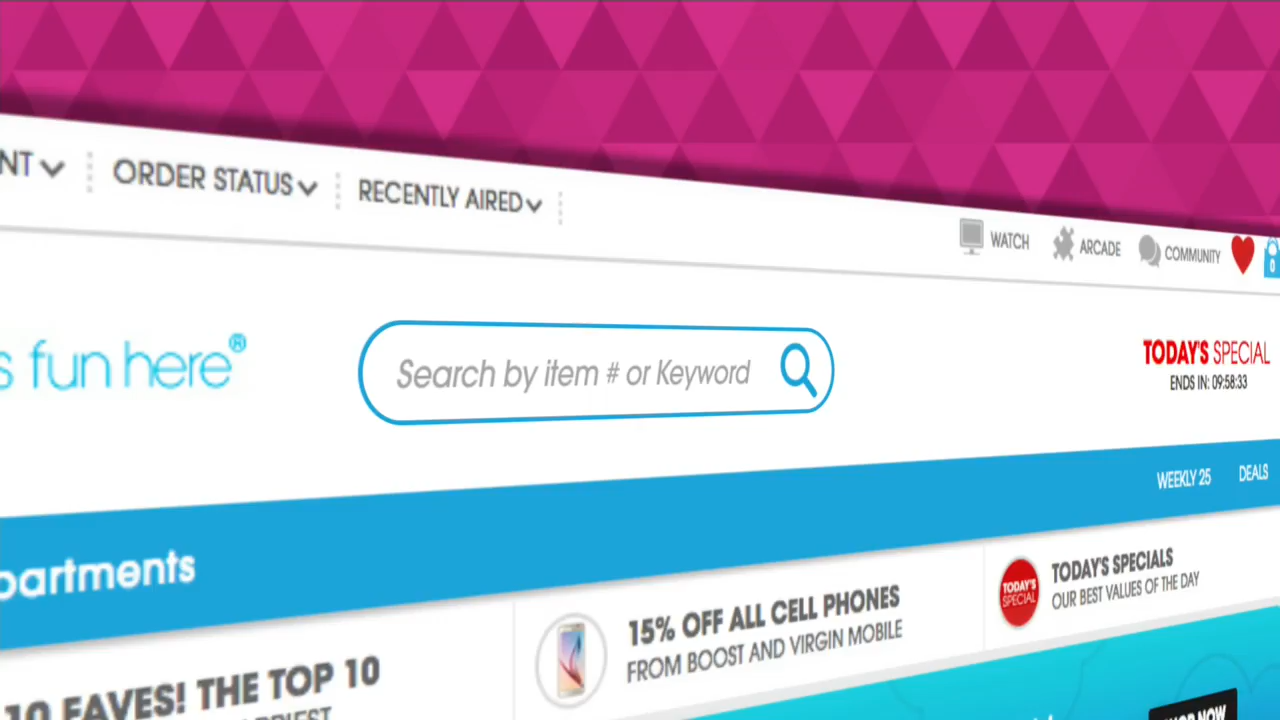 NT
ORDER STATUS
RECENTLY AIRED
WATCH
ARCADE
COMMUNITY
0
s fun here®
Search by item # or Keyword
TODAY'S SPECIAL
ENDS IN: 09:58:33
WEEKLY 25
DEALS
partments
10 FAVES! THE TOP 10
15% OFF ALL CELL PHONES
FROM BOOST AND VIRGIN MOBILE
TODAY'S
SPECIAL
TODAY'S SPECIALS
OUR BEST VALUES OF THE DAY